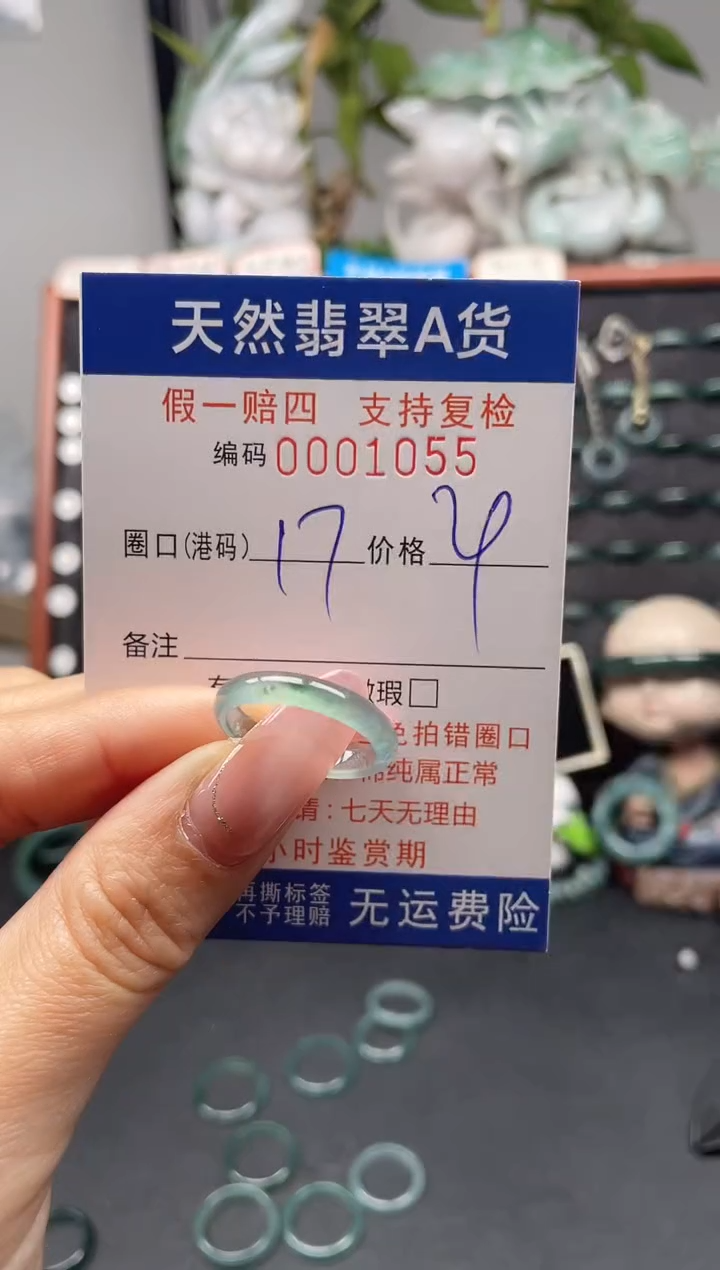 天然翡翠A货
假一赔四 支持复检
编码 0001055
圈口(港码) 17 价格 4
备注
瑕□
拍错圈口
纯属正常
:七天无理由
小时鉴赏期
再撕标签
不予理赔
无运费险